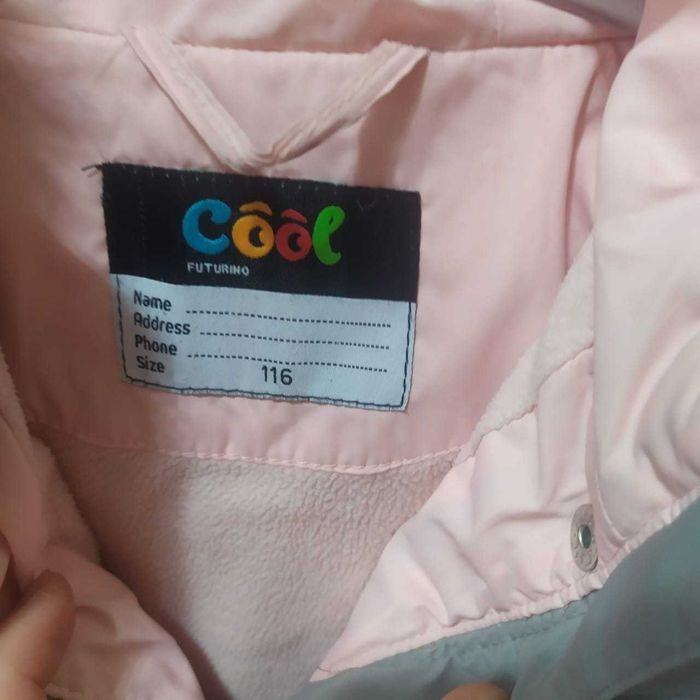 Côôl
FUTURINO
Name
Address
Phone
Size 116